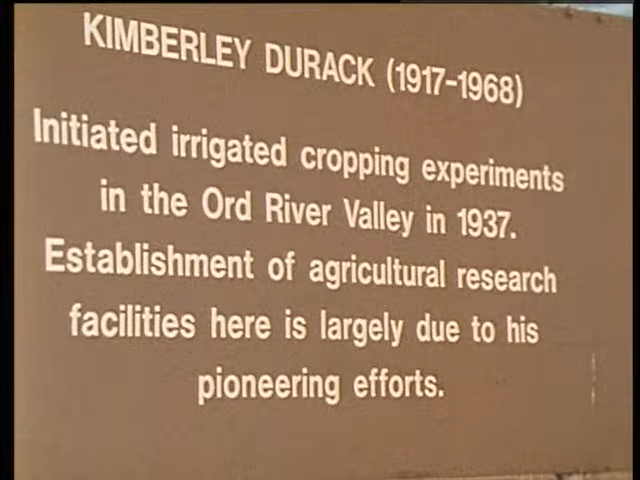 KIMBERLEY DURACK (1917-1968)
Initiated irrigated cropping experiments
in the Ord River Valley in 1937.
Establishment of agricultural research
facilities here is largely due to his
pioneering efforts.